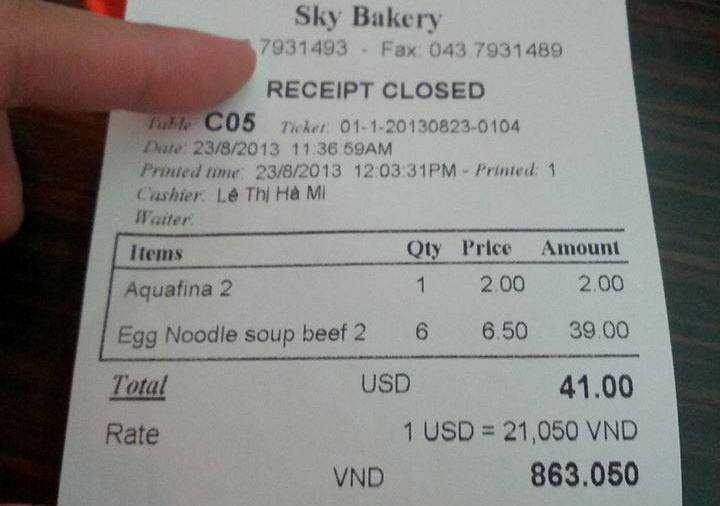 Sky Bakery
7931493 - Fax: 043.7931489
RECEIPT CLOSED
Table: C05 Ticket: 01-1-20130823-0104
Date: 23/8/2013 11:36:59AM
Printed time: 23/8/2013 12:03:31PM - Printed: 1
Cashier: Lê Thị Hà Mi
Waiter:
Items Qty Price Amount
Aquafina 2 1 2.00 2.00
Egg Noodle soup beef 2 6 6.50 39.00
Total USD 41.00
Rate 1 USD = 21,050 VND
VND 863.050